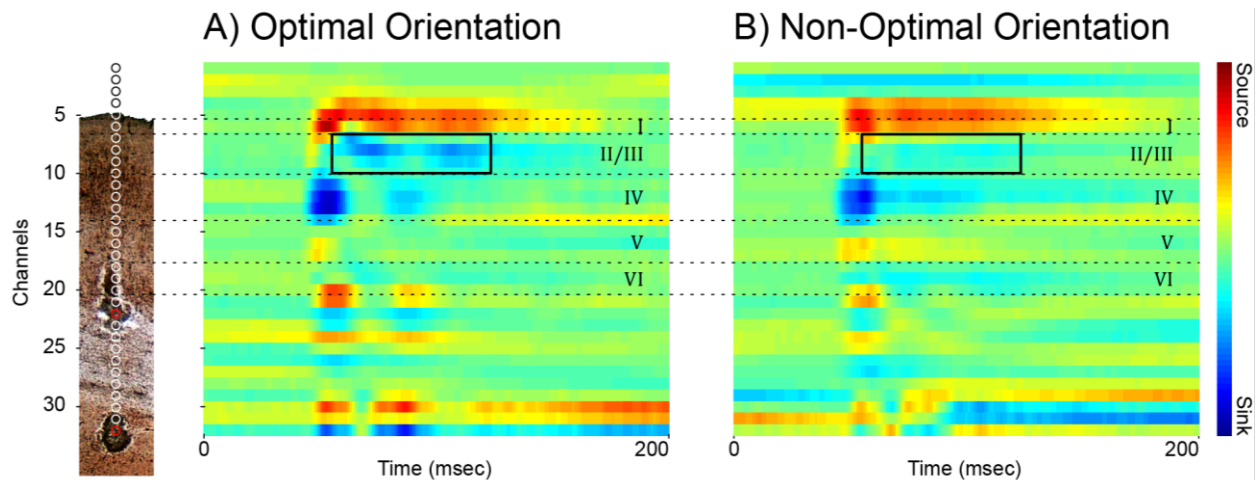 A) Optimal Orientation
B) Non-Optimal Orientation
Channels
5
10
15
20
25
30
I
II/III
IV
V
VI
0
200
Time (msec)
I
II/III
IV
V
VI
0
200
Time (msec)
Source
Sink